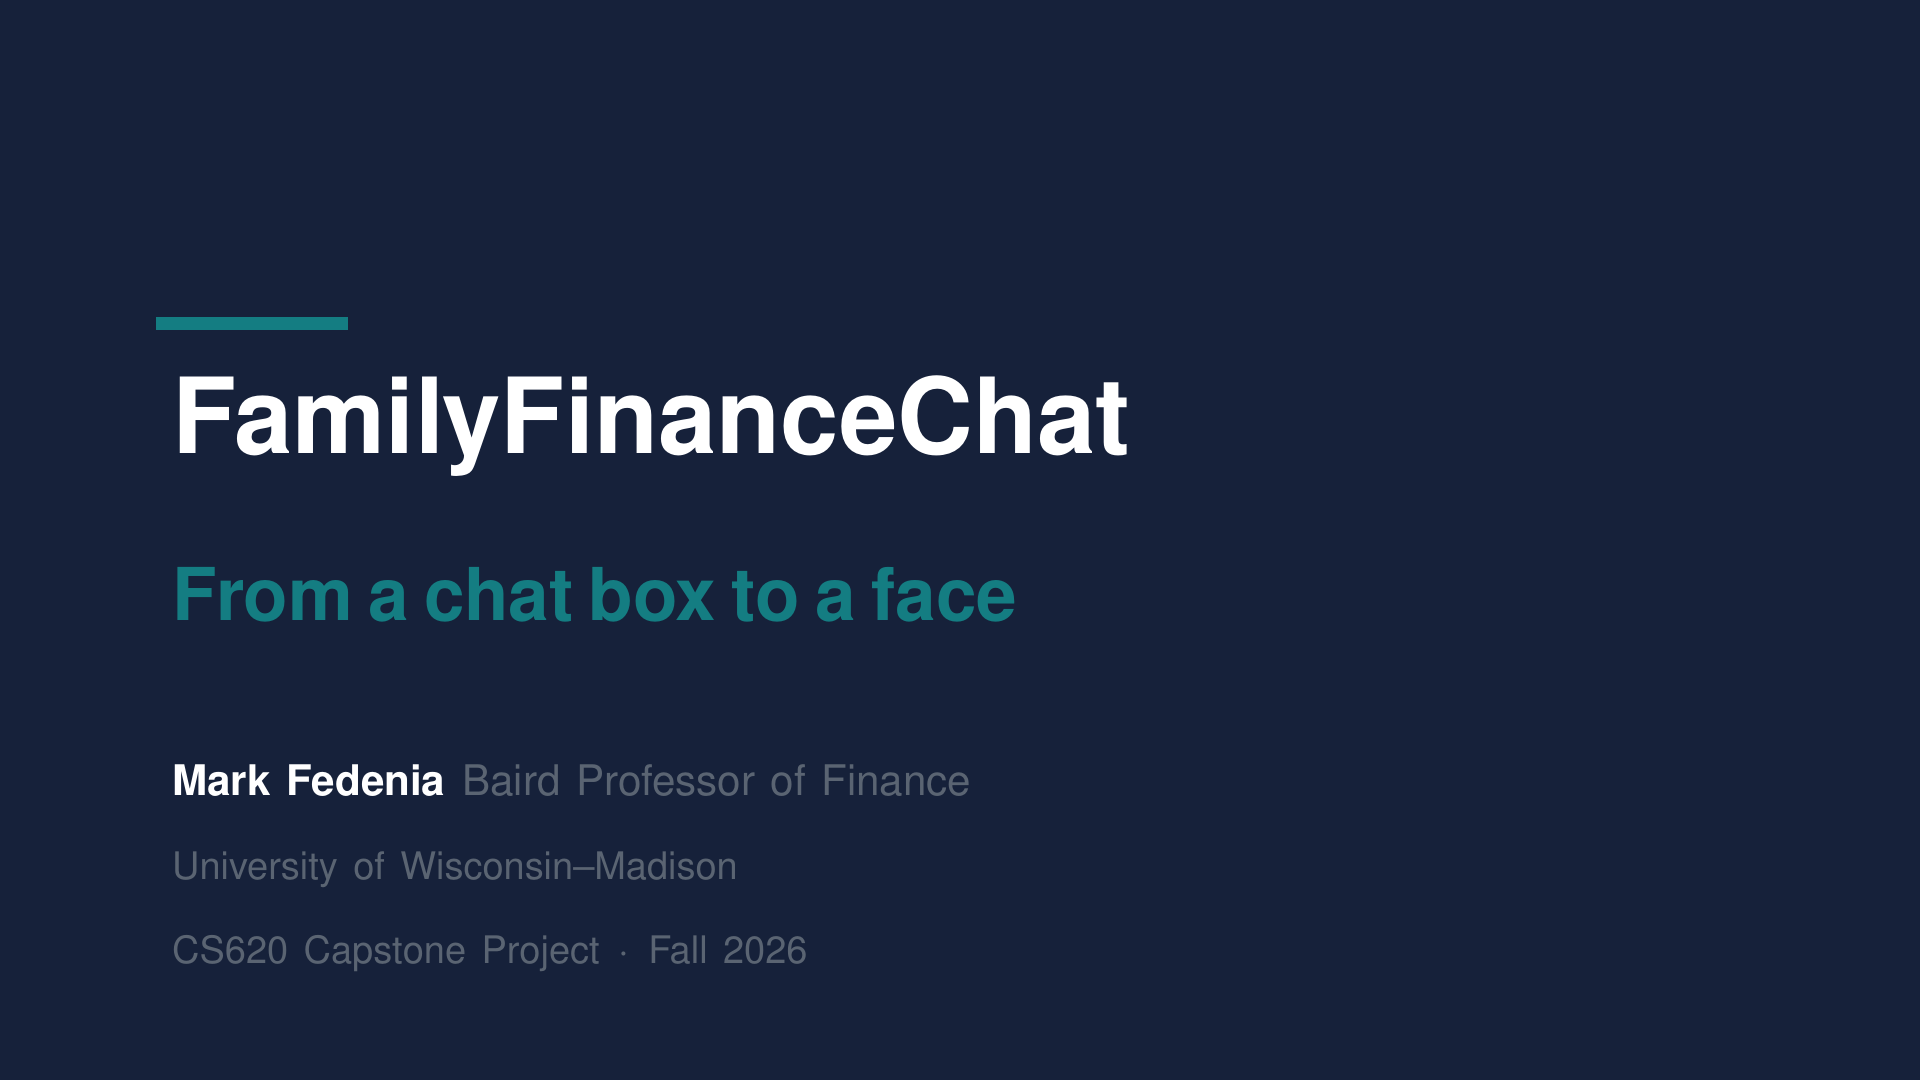 FamilyFinanceChat
From a chat box to a face
Mark Fedenia Baird Professor of Finance
University of Wisconsin–Madison
CS620 Capstone Project · Fall 2026